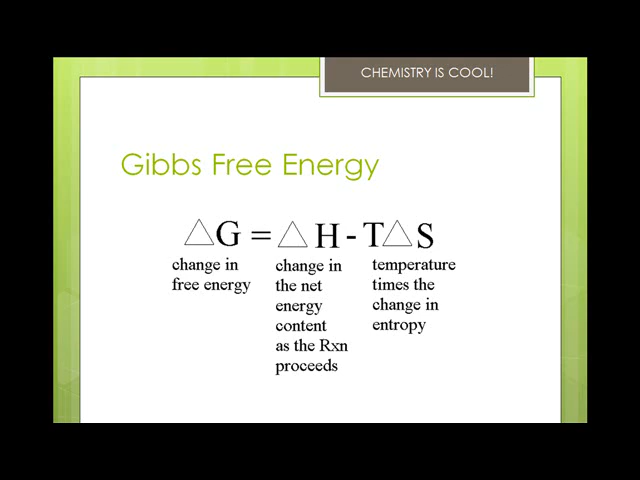 CHEMISTRY IS COOL!
Gibbs Free Energy
△G = △H - T△S
change in
free energy
change in
the net
energy
content
as the Rxn
proceeds
temperature
times the
change in
entropy